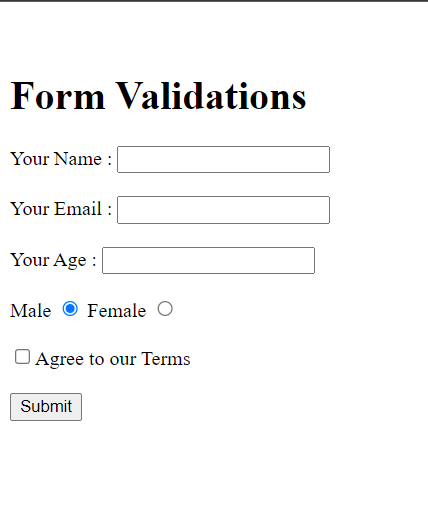 Form Validations
Your Name :
Your Email :
Your Age :
Male Female
Agree to our Terms
Submit